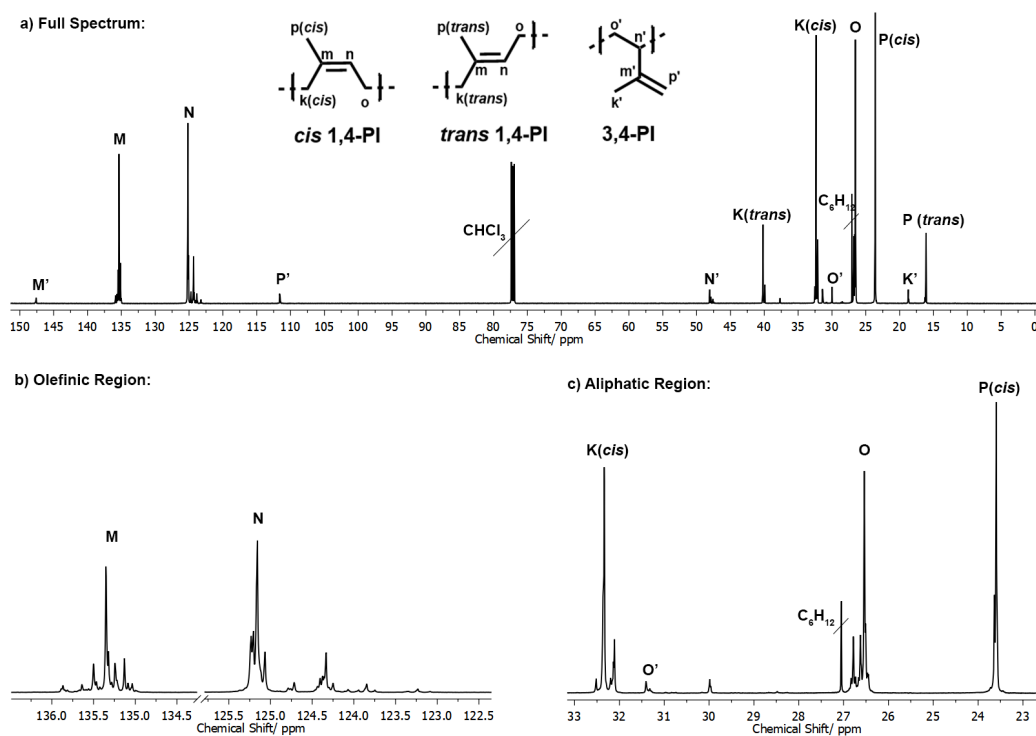 a) Full Spectrum:
p(cis)
m
n
k(cis)
o
cis 1,4-PI
p(trans)
o
m
n
k(trans)
trans 1,4-PI
o'
n'
m'
p'
k'
3,4-PI
K(cis)
O
P(cis)
M
N
CHCl3
K(trans)
C6H12
P (trans)
M’
P’
N’
O’
K’
150 145 140 135 130 125 120 115 110 105 100 95 90 85 80 75 70 65 60 55 50 45 40 35 30 25 20 15 10 5 0
Chemical Shift/ ppm
b) Olefinic Region:
M
N
136.0 135.5 135.0 134.5 125.5 125.0 124.5 124.0 123.5 123.0 122.5
Chemical Shift/ ppm
c) Aliphatic Region:
P(cis)
K(cis)
O
C6H12
O’
33 32 31 30 29 28 27 26 25 24 23
Chemical Shift/ ppm